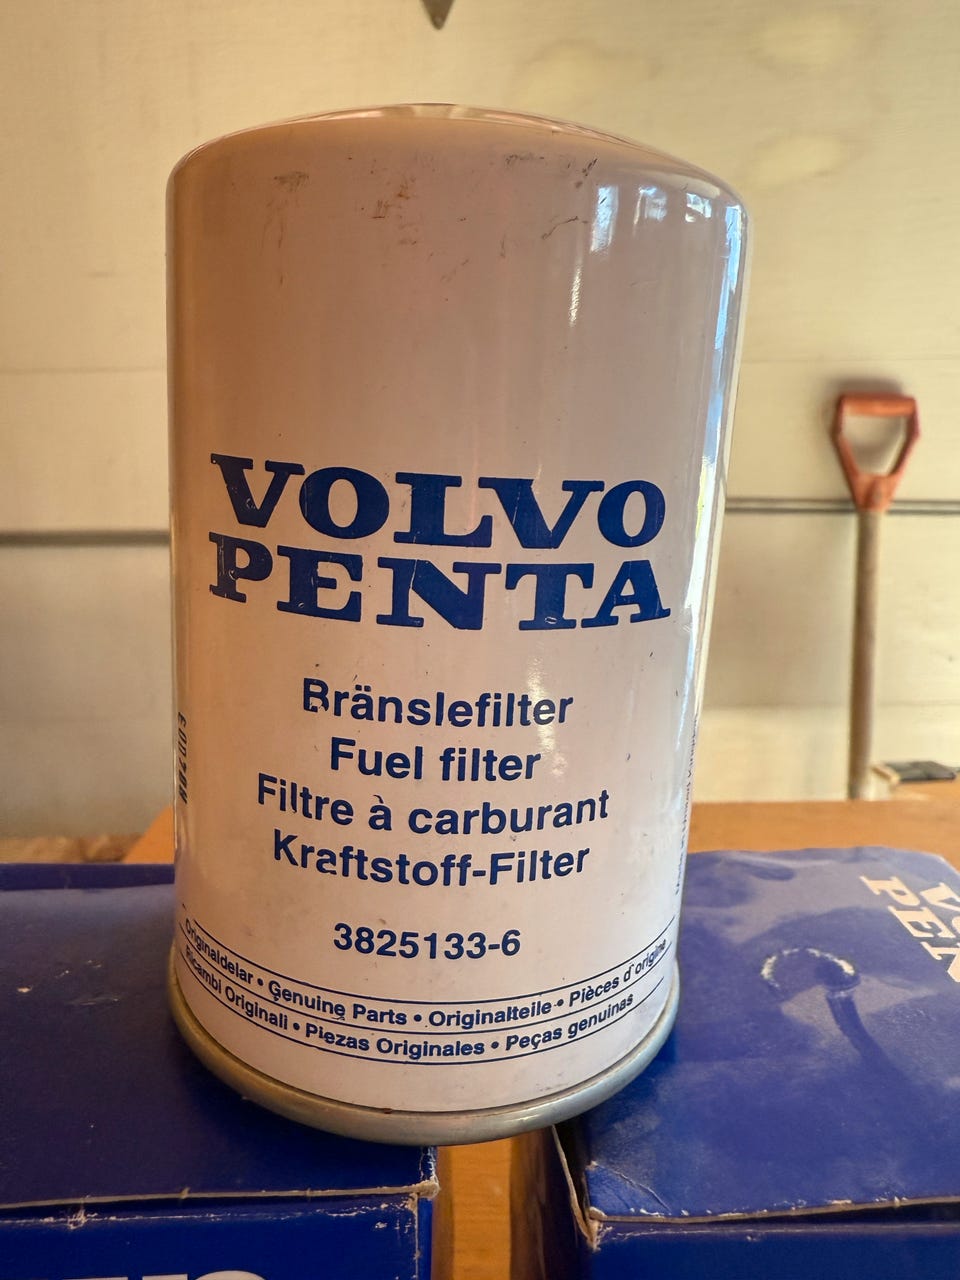 VOLVO
PENTA
Bränslefilter
Fuel filter
Filtre à carburant
Kraftstoff-Filter
3825133-6
Originaldelar • Genuine Parts • Originalteile • Pièces d'origine
Ricambi Originali • Piezas Originales • Peças genuinas